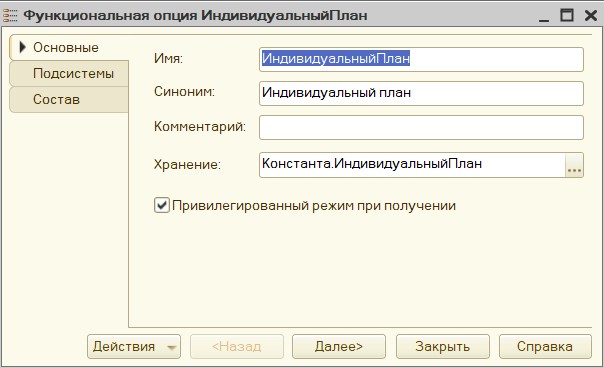 Функциональная опция ИндивидуальныйПлан
Основные
Подсистемы
Состав
Имя: ИндивидуальныйПлан
Синоним: Индивидуальный план
Комментарий:
Хранение: Константа.ИндивидуальныйПлан ...
Привилегированный режим при получении
Действия <Назад Далее> Закрыть Справка